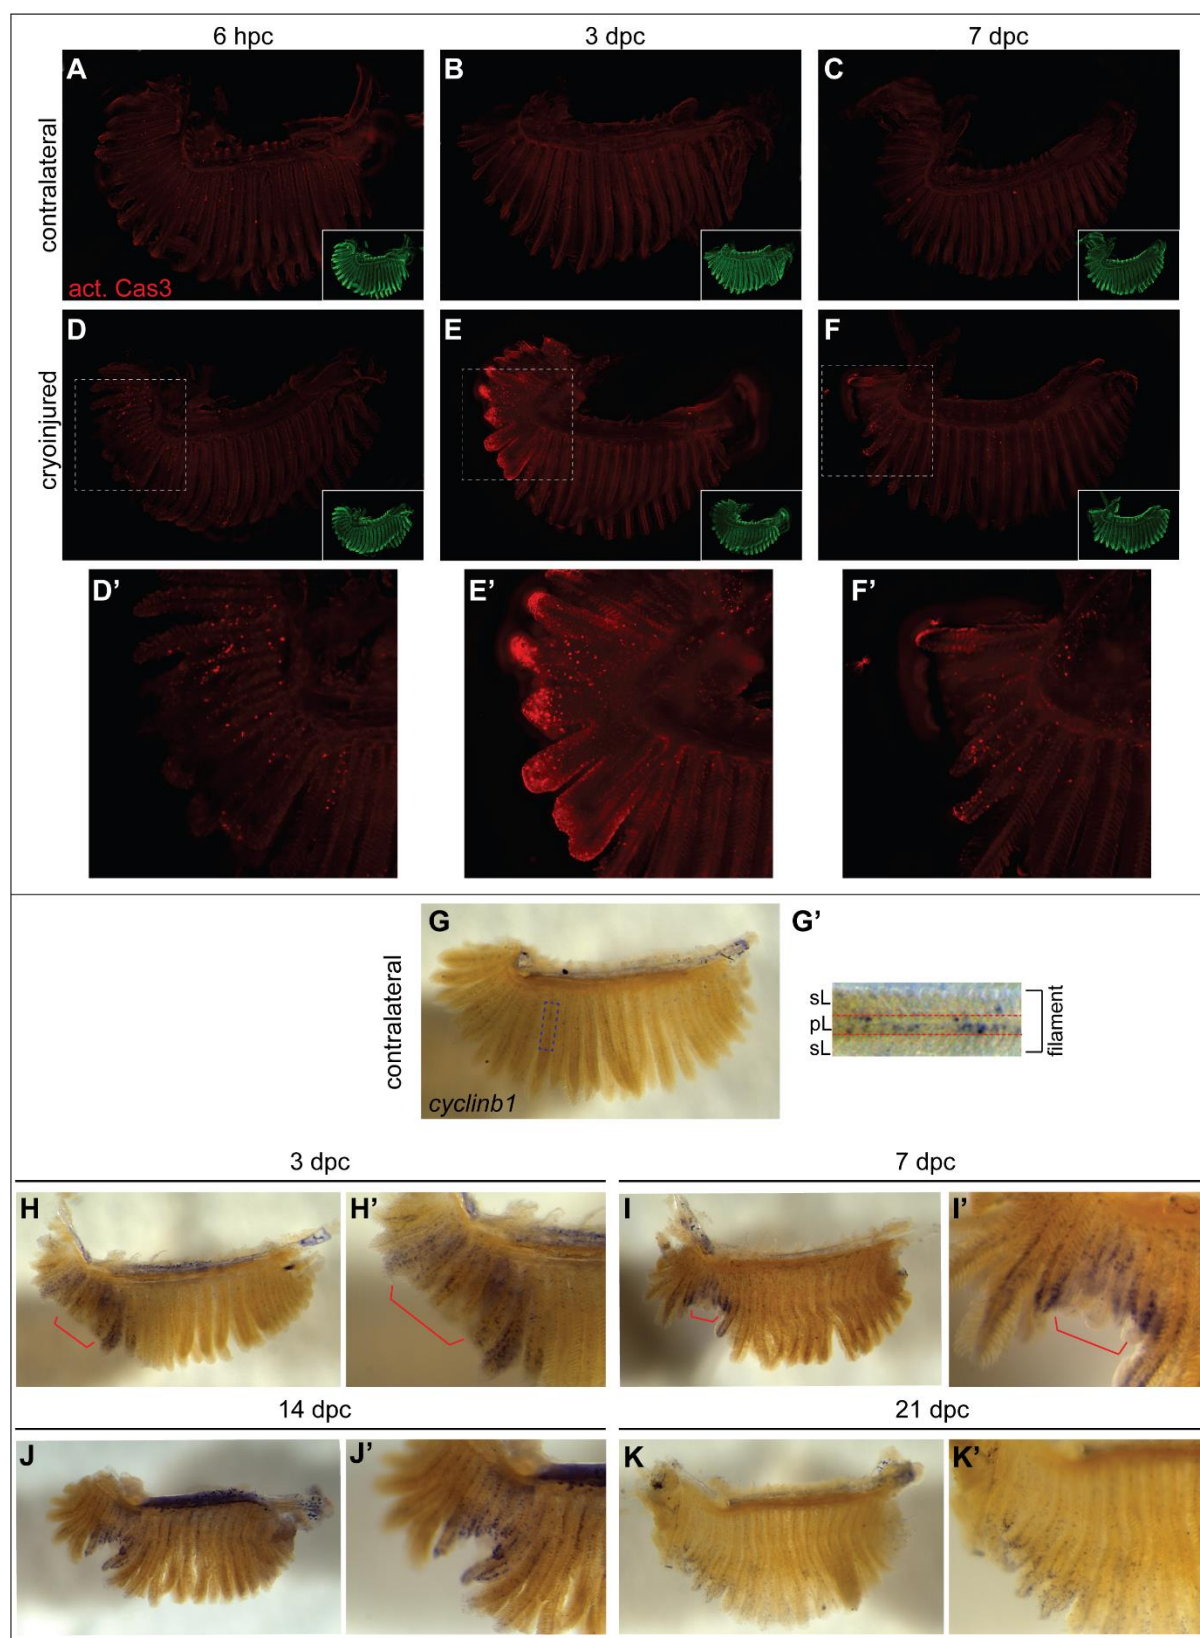 6 hpc 3 dpc 7 dpc
A B C
contralateral
act. Cas3
D E F
cryoinjured
D' E' F'
G G'
contralateral
cyclinb1
sL
pL
sL
filament
3 dpc 7 dpc
H H' I I'
14 dpc 21 dpc
J J' K K'